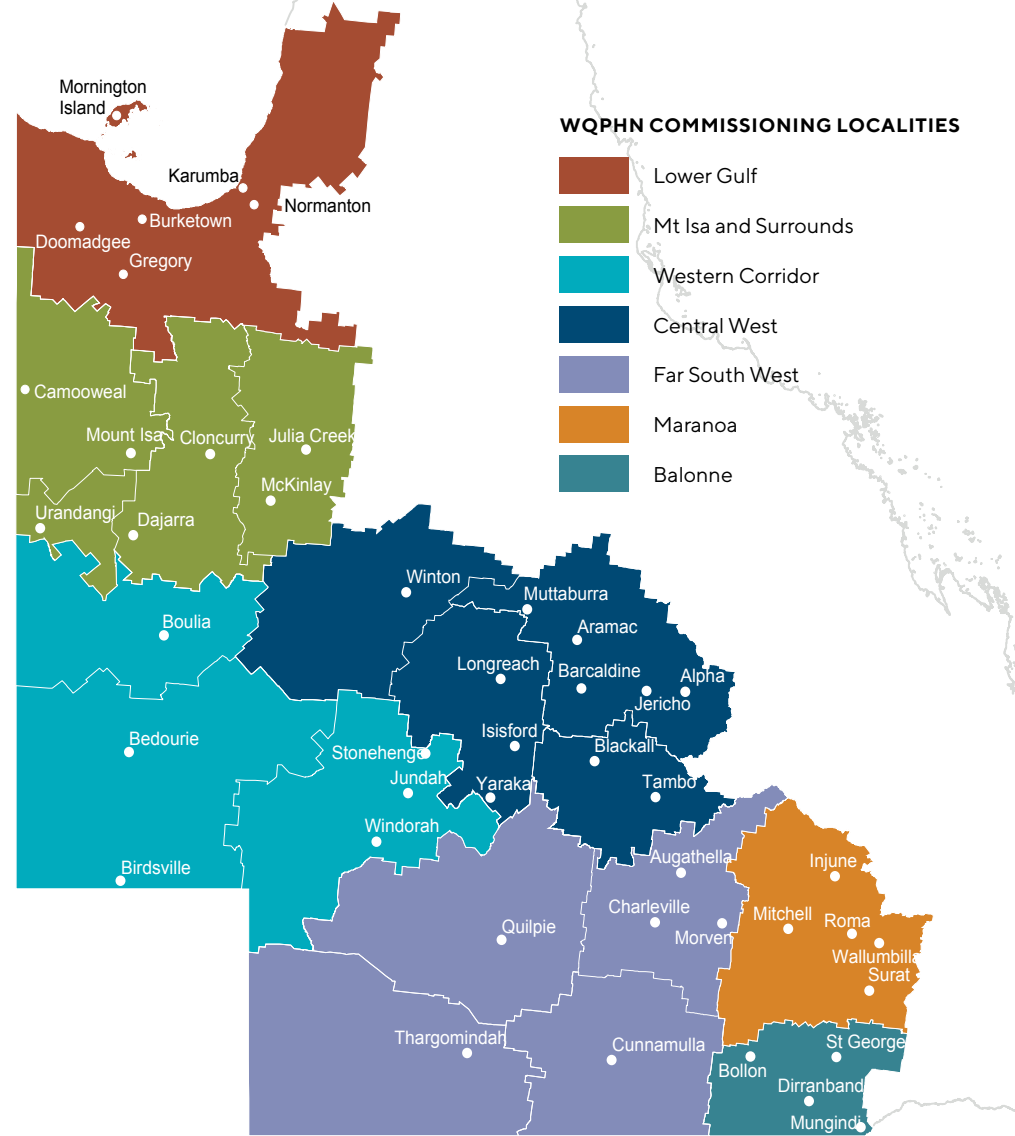 Mornington
Island
WQPHN COMMISSIONING LOCALITIES
Karumba
Lower Gulf
Normanton
Burketown
Doomadgee
Mt Isa and Surrounds
Gregory
Western Corridor
Central West
Far South West
Camooweal
Maranoa
Mount Isa
Cloncurry
Julia Creek
Balonne
McKinlay
Urandangi
Dajarra
Winton
Muttaburra
Boulia
Aramac
Longreach
Barcaldine
Alpha
Jericho
Isisford
Bedourie
Blackall
Stonehenge
Jundah
Yaraka
Tambo
Windorah
Augathella
Injune
Birdsville
Charleville
Mitchell
Roma
Quilpie
Morven
Wallumbilla
Surat
Thargomindah
Cunnamulla
St George
Bollon
Dirranband
Mungindi